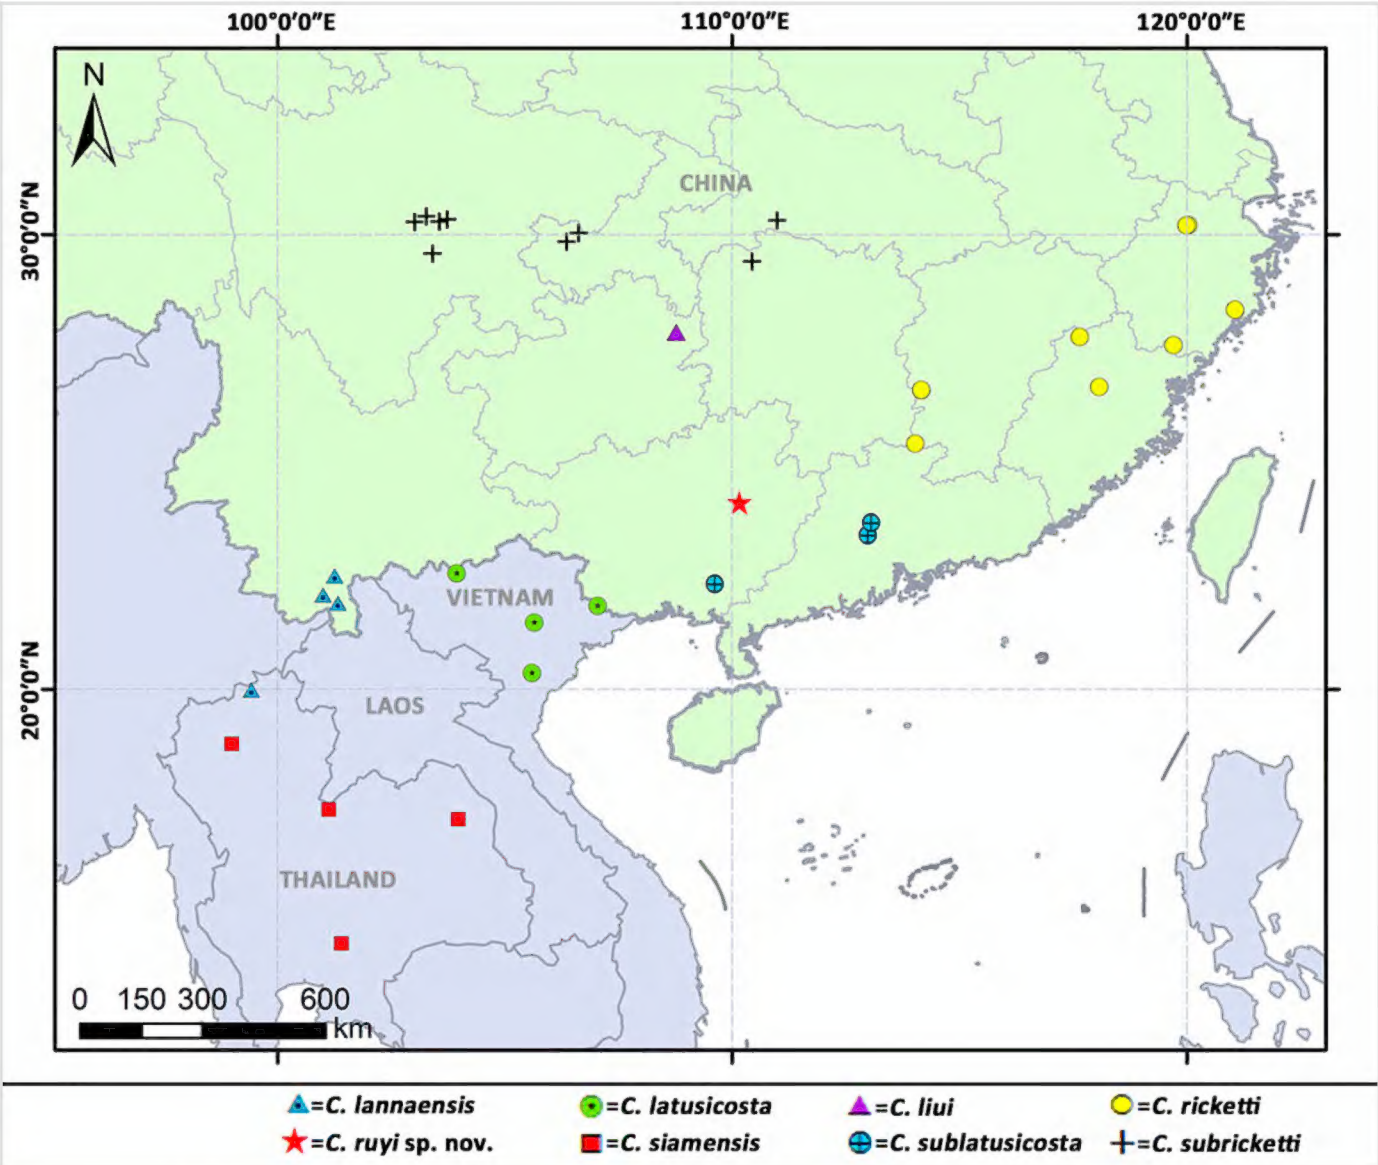 100°0'0"E 110°0'0"E 120°0'0"E
N
CHINA
30°0'0"N
VIETNAM
20°0'0"N
LAOS
THAILAND
0 150 300 600
km
=C. lannaensis =C. latusicosta =C. liui =C. ricketti
=C. ruyi sp. nov. =C. siamensis =C. sublatusicosta =C. subricketti